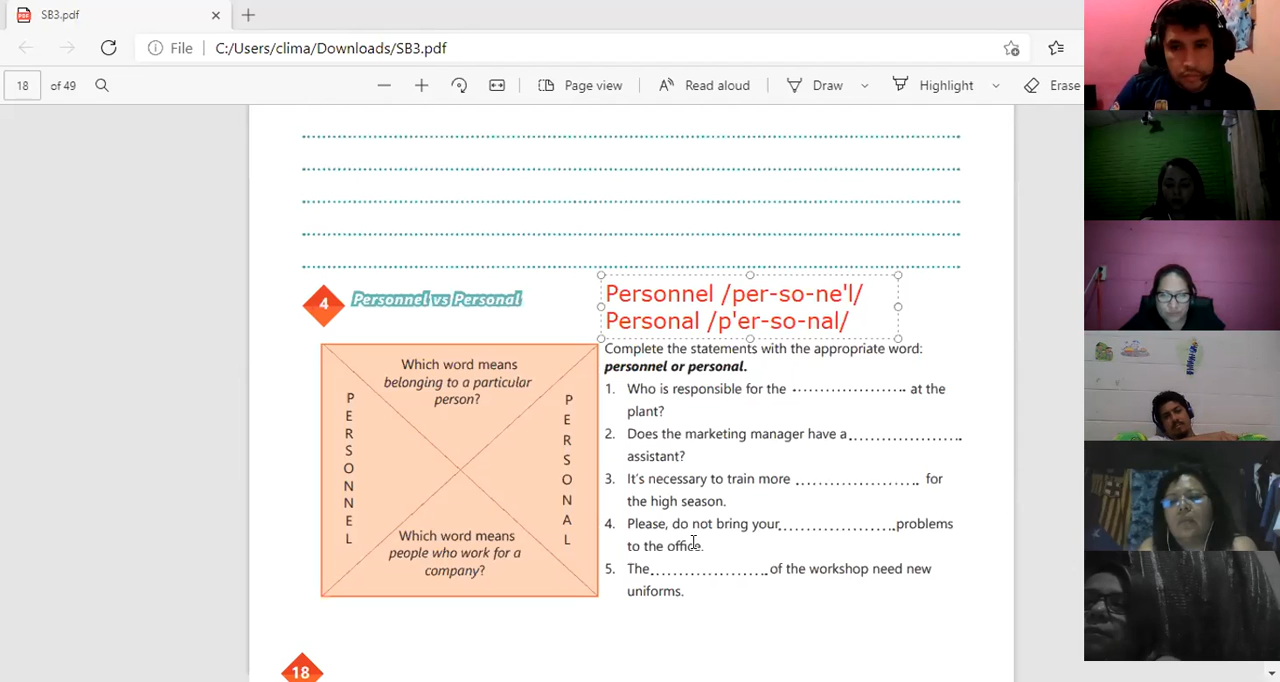 SB3.pdf
File C:/Users/clima/Downloads/SB3.pdf
18 of 49 Page view Read aloud Draw Highlight Erase
4 Personnel vs Personal
Personnel /per-so-ne'l/
Personal /p'er-so-nal/
Which word means
belonging to a particular
person?
PERSONNEL
PERSONAL
Which word means
people who work for a
company?
Complete the statements with the appropriate word:
personnel or personal.
1. Who is responsible for the .................... at the
plant?
2. Does the marketing manager have a....................
assistant?
3. It's necessary to train more .................... for
the high season.
4. Please, do not bring your....................problems
to the office.
5. The....................of the workshop need new
uniforms.
18